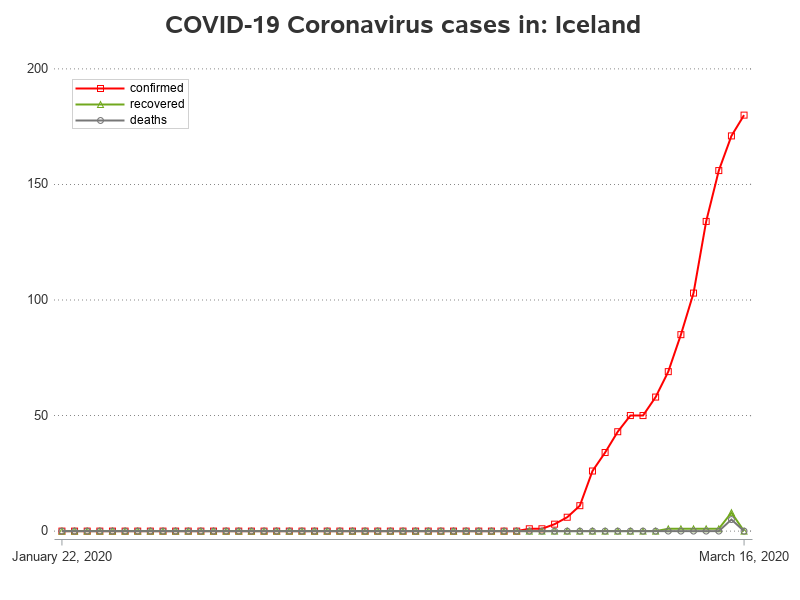 COVID-19 Coronavirus cases in: Iceland
200
confirmed
recovered
deaths
150
100
50
0
January 22, 2020
March 16, 2020